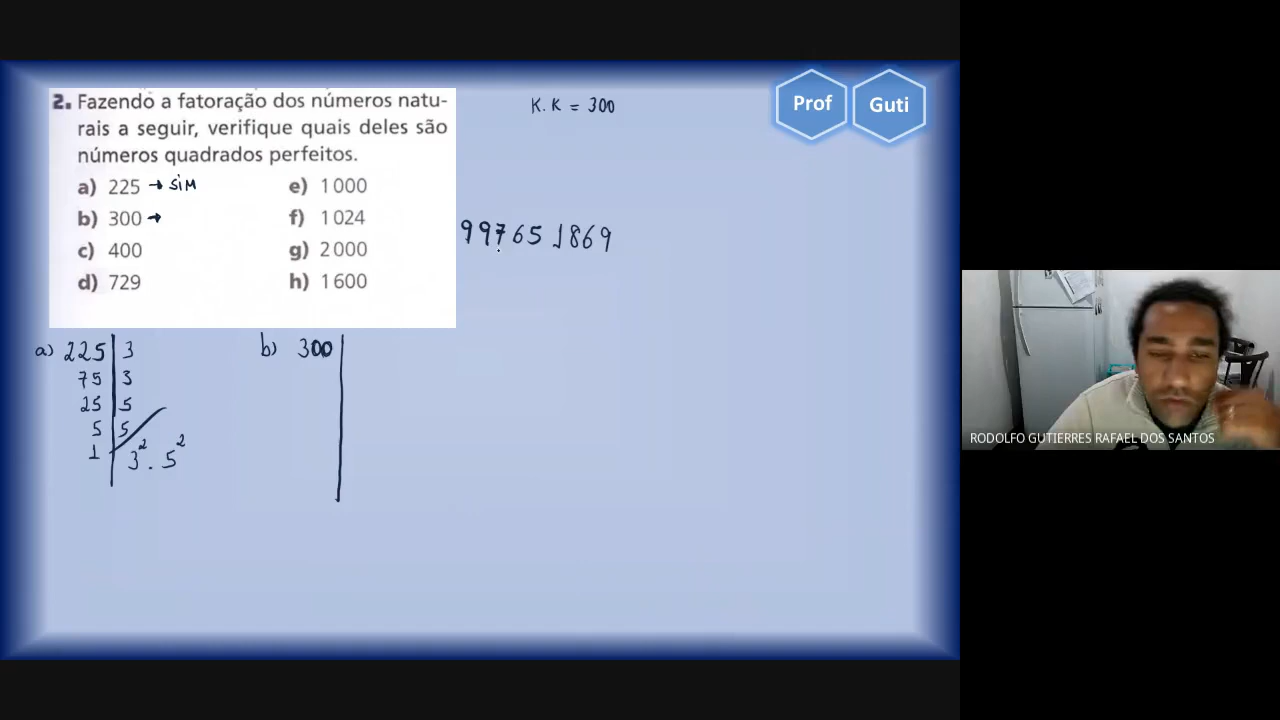 2. Fazendo a fatoração dos números natu-
rais a seguir, verifique quais deles são
números quadrados perfeitos.
a) 225 → SIM
b) 300 →
c) 400
d) 729
e) 1 000
f) 1 024
g) 2 000
h) 1 600
K. K = 300
Prof Guti
99765 869
a) 225 3
75 3
25 5
5 5
1 3² . 5²
b) 300
RODOLFO GUTIERRES RAFAEL DOS SANTOS